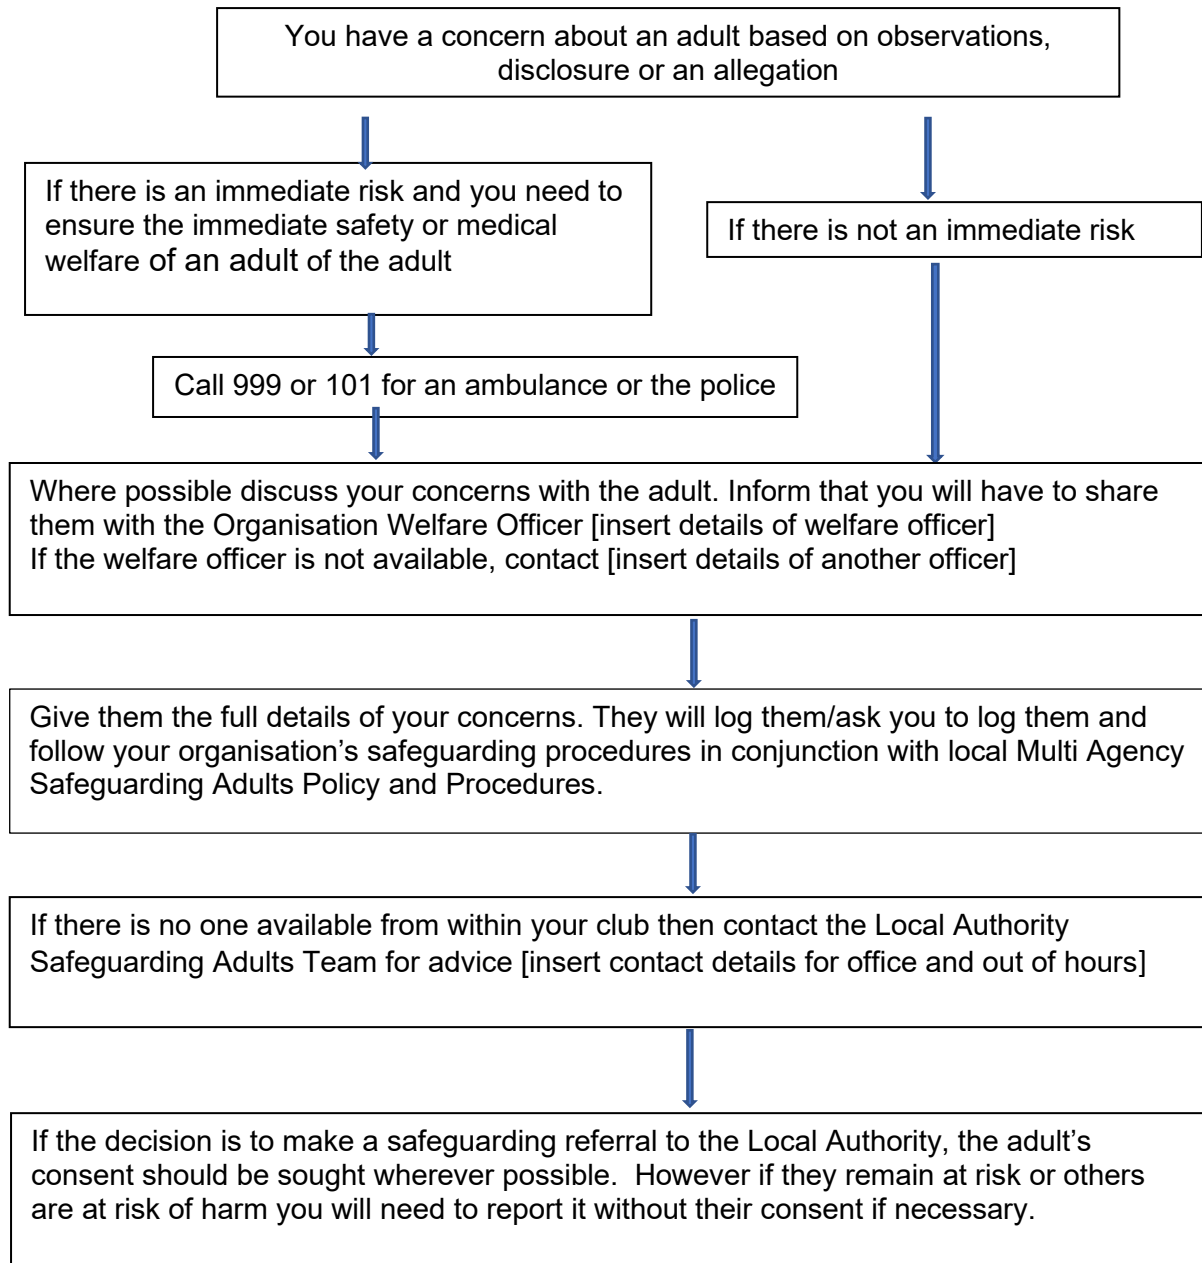 You have a concern about an adult based on observations,
disclosure or an allegation
If there is an immediate risk and you need to
ensure the immediate safety or medical
welfare of an adult of the adult
If there is not an immediate risk
Call 999 or 101 for an ambulance or the police
Where possible discuss your concerns with the adult. Inform that you will have to share
them with the Organisation Welfare Officer [insert details of welfare officer]
If the welfare officer is not available, contact [insert details of another officer]
Give them the full details of your concerns. They will log them/ask you to log them and
follow your organisation’s safeguarding procedures in conjunction with local Multi Agency
Safeguarding Adults Policy and Procedures.
If there is no one available from within your club then contact the Local Authority
Safeguarding Adults Team for advice [insert contact details for office and out of hours]
If the decision is to make a safeguarding referral to the Local Authority, the adult’s
consent should be sought wherever possible.  However if they remain at risk or others
are at risk of harm you will need to report it without their consent if necessary.